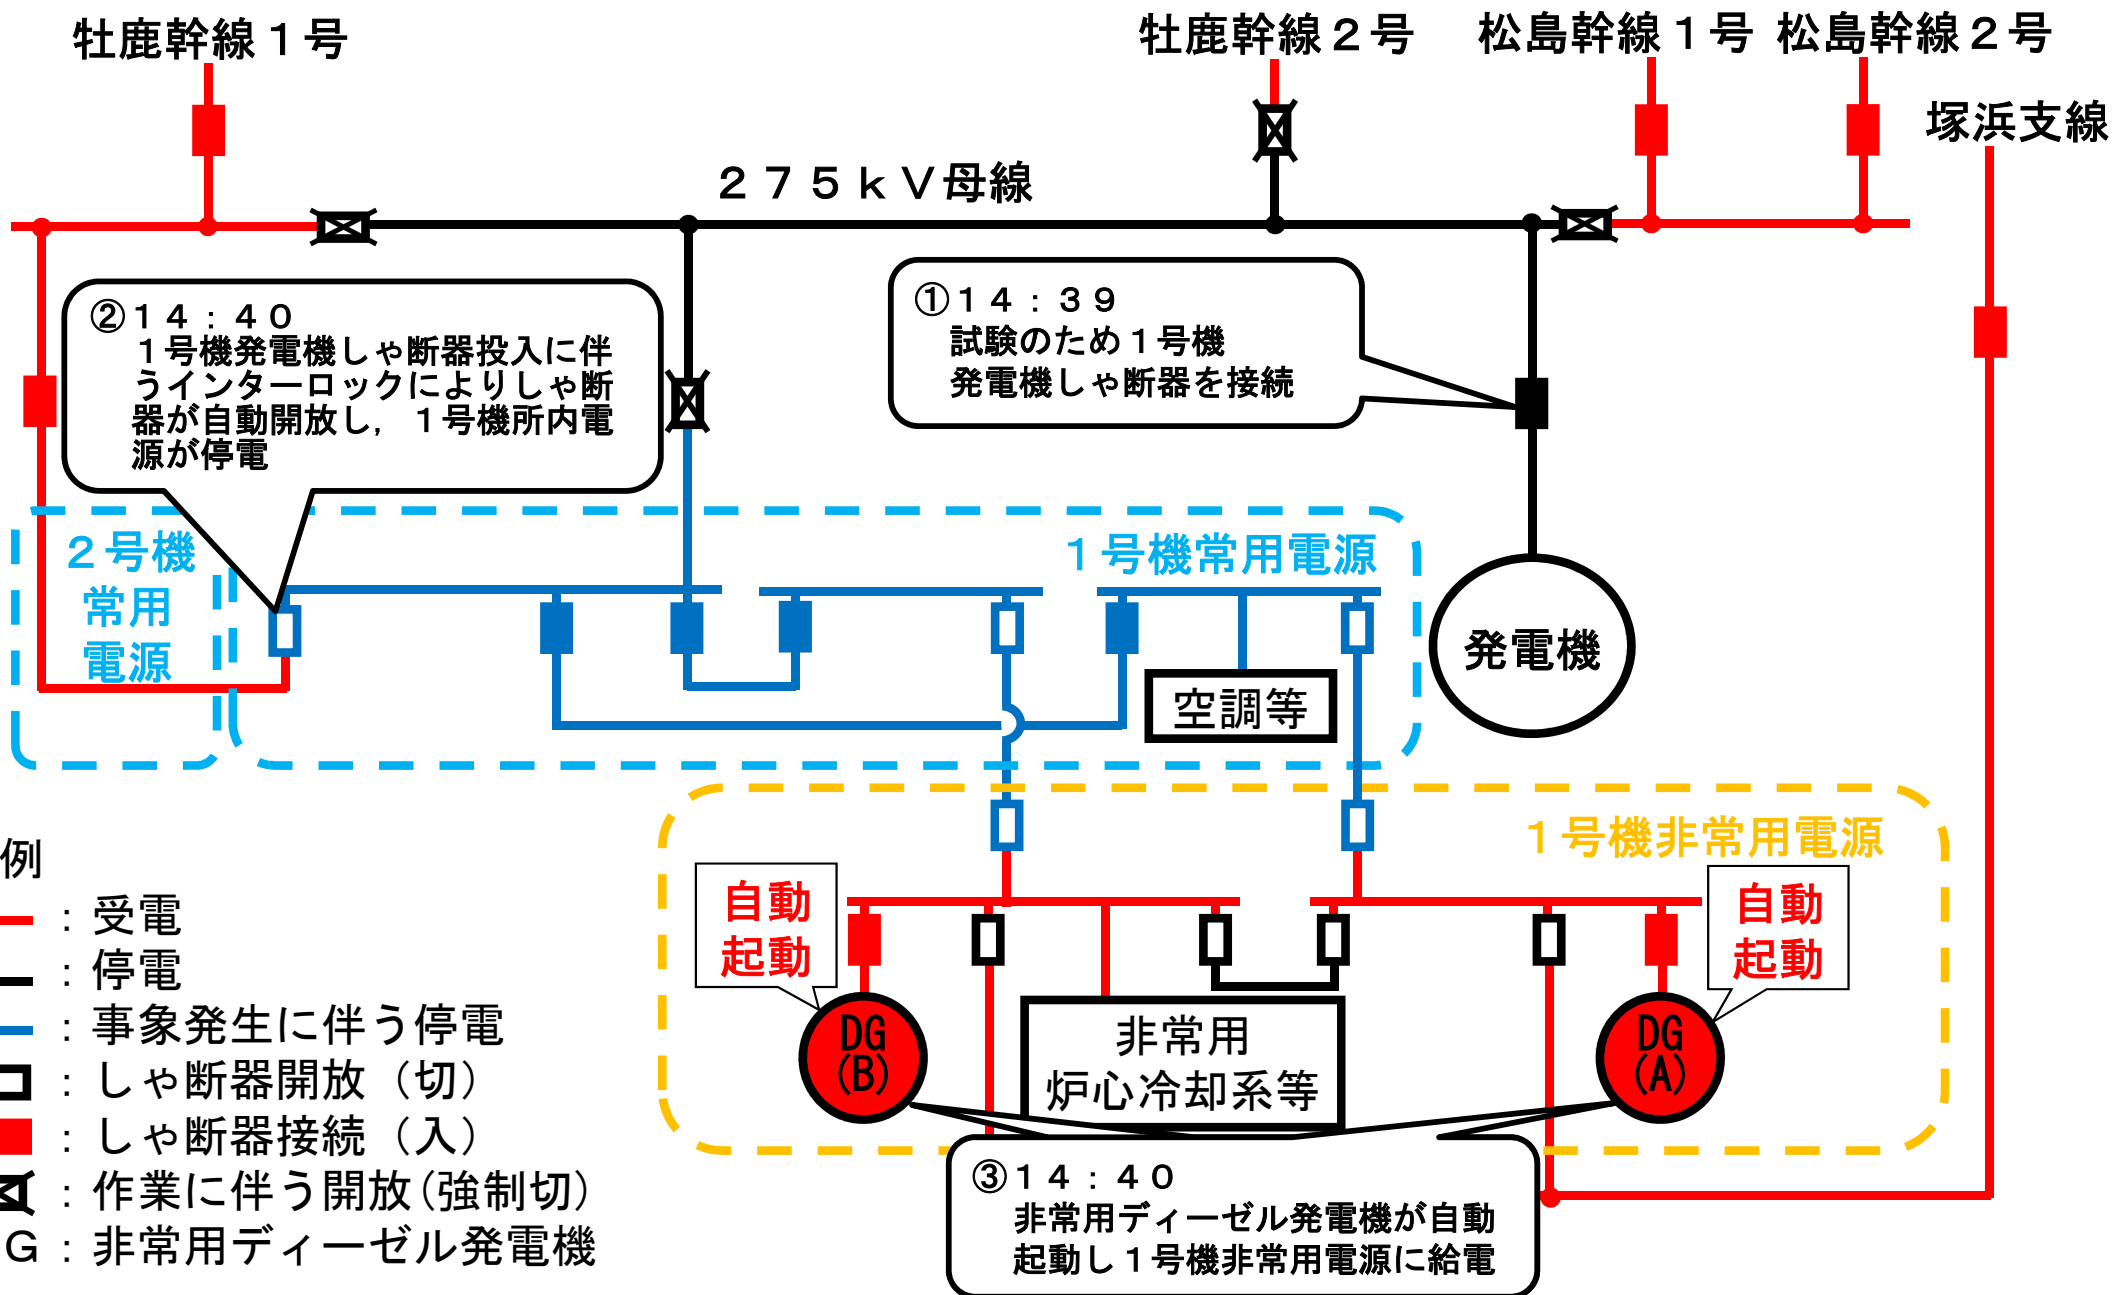 牡鹿幹線１号
牡鹿幹線２号
松島幹線１号
松島幹線２号
塚浜支線
２７５ｋＶ母線
①１４：３９
試験のため１号機
発電機しゃ断器を接続
②１４：４０
１号機発電機しゃ断器投入に伴
うインターロックによりしゃ断
器が自動開放し，１号機所内電
源が停電
２号機
常用
電源
１号機常用電源
発電機
空調等
１号機非常用電源
自動
起動
自動
起動
DG
(B)
DG
(A)
非常用
炉心冷却系等
③１４：４０
非常用ディーゼル発電機が自動
起動し１号機非常用電源に給電
例
：受電
：停電
：事象発生に伴う停電
：しゃ断器開放（切）
：しゃ断器接続（入）
：作業に伴う開放(強制切)
G：非常用ディーゼル発電機